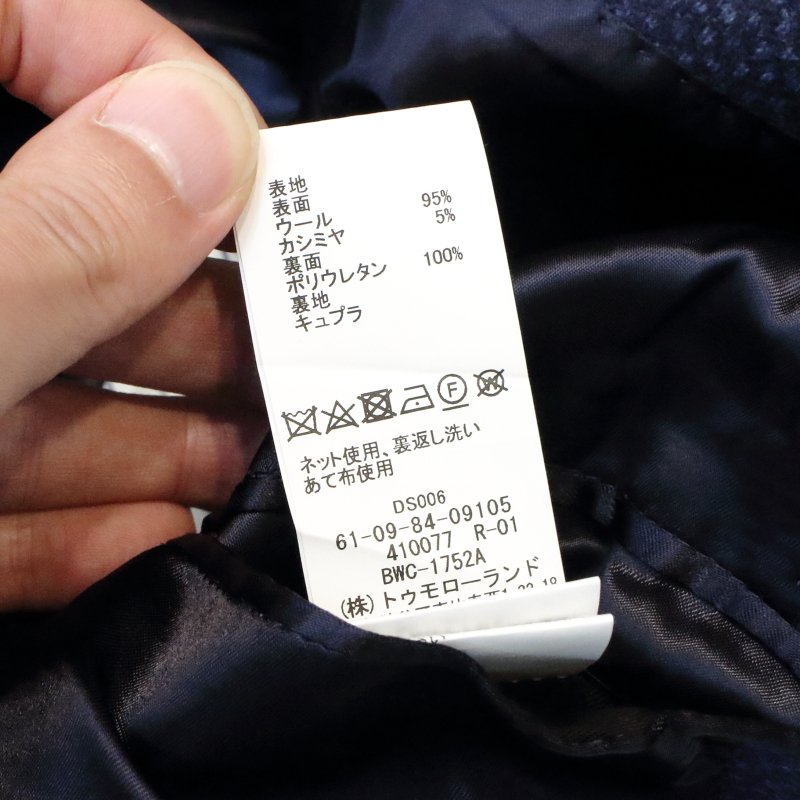 表地
表面
ウール 95%
カシミヤ 5%
裏面
ポリウレタン 100%
裏地
キュプラ
F W
ネット使用、裏返し洗い
あて布使用
DS006
61-09-84-09105
410077 R-01
BWC-1752A
(株)トゥモローランド